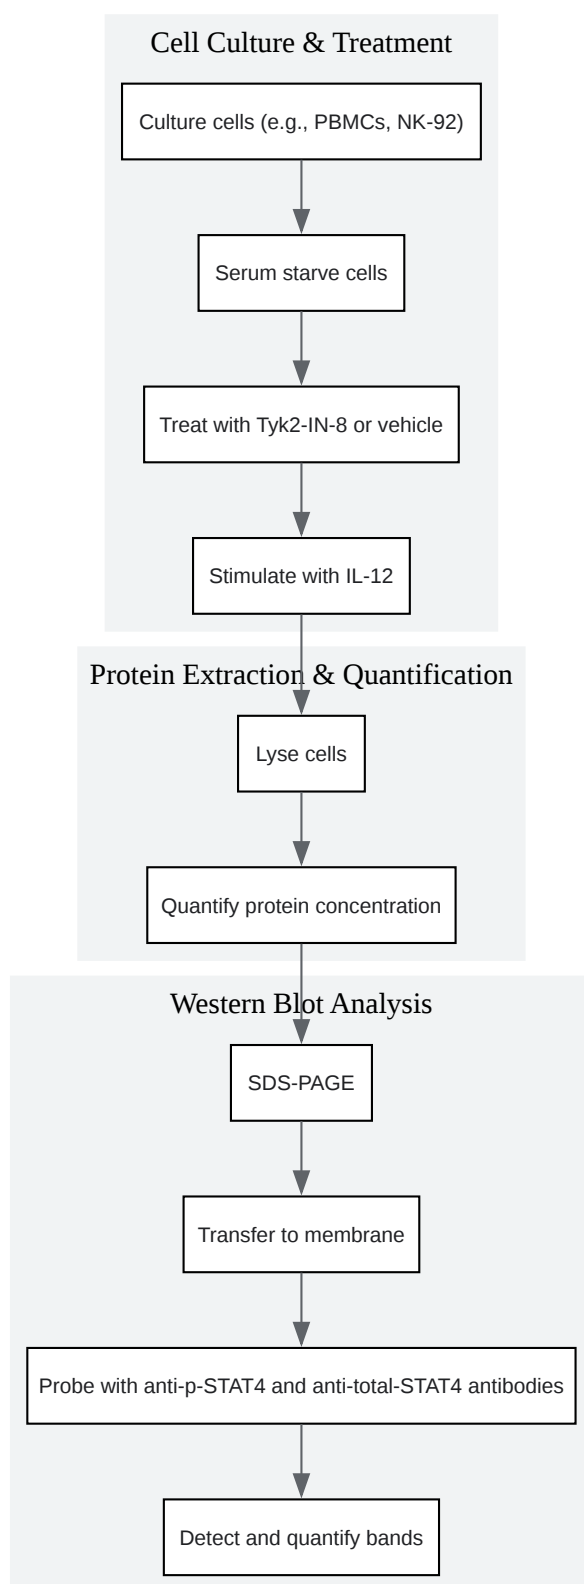 Cell Culture & Treatment
Culture cells (e.g., PBMCs, NK-92)
Serum starve cells
Treat with Tyk2-IN-8 or vehicle
Stimulate with IL-12
Protein Extraction & Quantification
Lyse cells
Quantify protein concentration
Western Blot Analysis
SDS-PAGE
Transfer to membrane
Probe with anti-p-STAT4 and anti-total-STAT4 antibodies
Detect and quantify bands